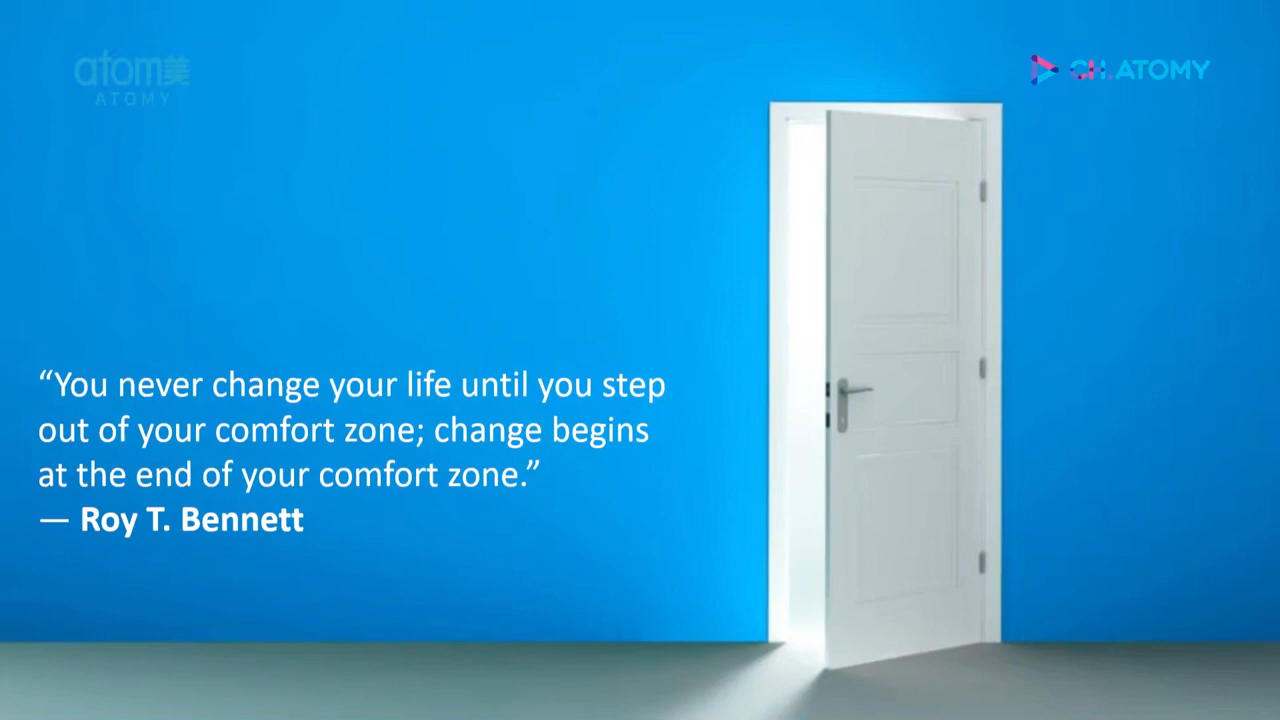 atom美
ATOMY
CH.ATOMY
“You never change your life until you step
out of your comfort zone; change begins
at the end of your comfort zone.”
— Roy T. Bennett